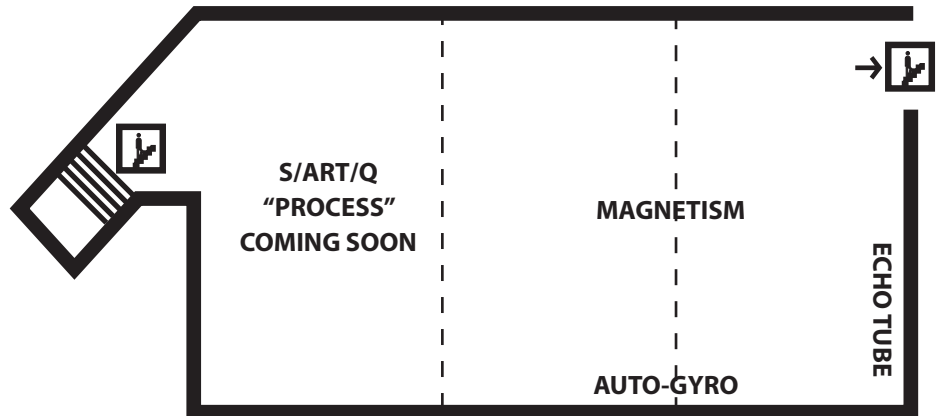 S/ART/Q
“PROCESS”
COMING SOON
MAGNETISM
ECHO TUBE
AUTO-GYRO